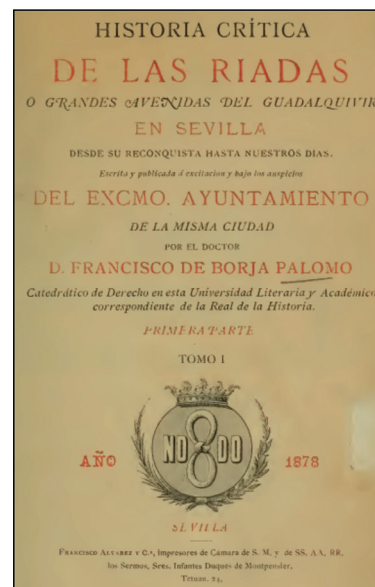 HISTORIA CRÍTICA
DE LAS RIADAS
O GRANDES AVENIDAS DEL GUADALQUIVIR
EN SEVILLA
DESDE SU RECONQUISTA HASTA NUESTROS DIAS.
Escrita y publicada á excitacion y bajo los auspicios
DEL EXCMO. AYUNTAMIENTO
DE LA MISMA CIUDAD
POR EL DOCTOR
D. FRANCISCO DE BORJA PALOMO
Catedrático de Derecho en esta Universidad Literaria y Académico
correspondiente de la Real de la Historia.
PRIMERA PARTE
TOMO I
AÑO NO8DO 1878
SEVILLA
FRANCISCO ALVAREZ Y C.ª, Impresores de Cámara de S. M. y de SS. AA. RR.
los Sermos. Sres. Infantes Duques de Montpensier.
Tetuan, 24.